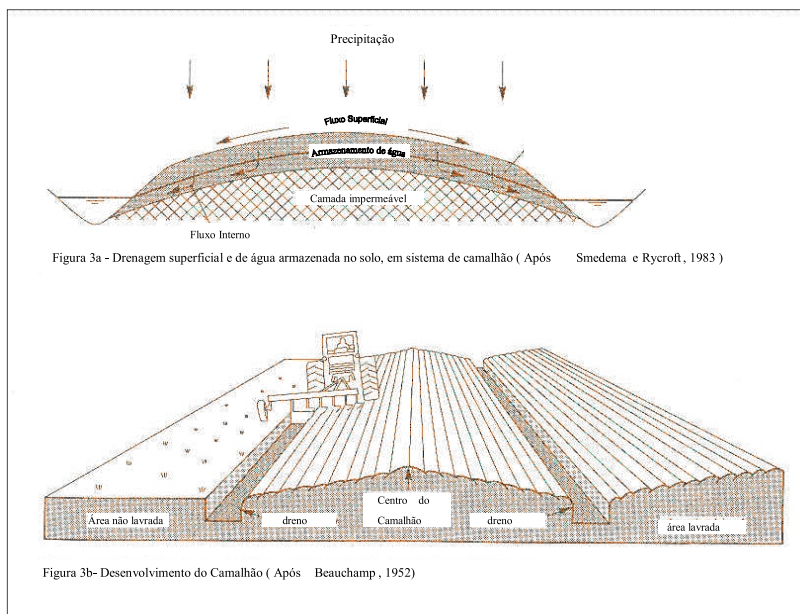 Precipitação
Fluxo Superficial
Armazenamento de água
Camada impermeável
Fluxo Interno
Figura 3a - Drenagem superficial e de água armazenada no solo, em sistema de camalhão ( Após Smedema e Rycroft , 1983 )
Centro do
Camalhão
Área não lavrada
dreno
dreno
área lavrada
Figura 3b- Desenvolvimento do Camalhão ( Após Beauchamp , 1952)